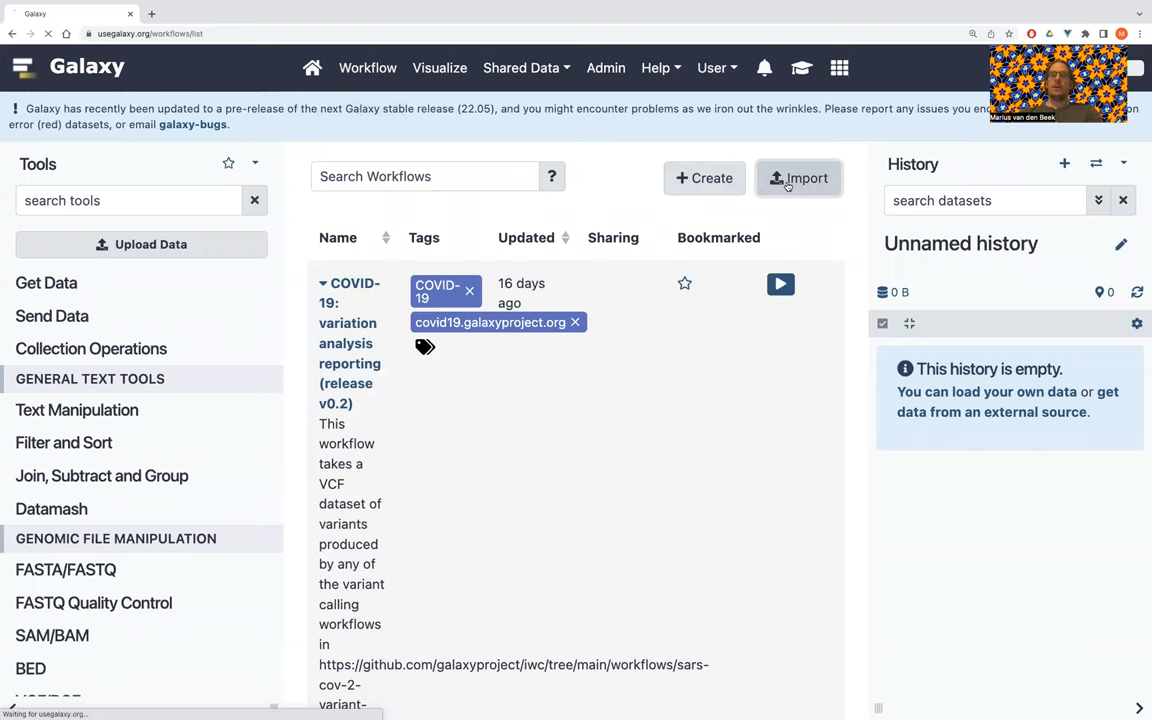 Galaxy
usegalaxy.org/workflows/list
M
Galaxy
Workflow
Visualize
Shared Data
Admin
Help
User
Marius van den Beek
! Galaxy has recently been updated to a pre-release of the next Galaxy stable release (22.05), and you might encounter problems as we iron out the wrinkles. Please report any issues you en
error (red) datasets, or email galaxy-bugs.
Tools
search tools
Upload Data
Get Data
Send Data
Collection Operations
GENERAL TEXT TOOLS
Text Manipulation
Filter and Sort
Join, Subtract and Group
Datamash
GENOMIC FILE MANIPULATION
FASTA/FASTQ
FASTQ Quality Control
SAM/BAM
BED
Search Workflows
?
+ Create
Import
Name Tags Updated Sharing Bookmarked
COVID-
19:
variation
analysis
reporting
(release
v0.2)
This
workflow
takes a
VCF
dataset of
variants
produced
by any of
the variant
calling
workflows
in
https://github.com/galaxyproject/iwc/tree/main/workflows/sars-
cov-2-
variant-
COVID-
19
covid19.galaxyproject.org
16 days
ago
History
search datasets
Unnamed history
0 B
0
This history is empty.
You can load your own data or get
data from an external source.
Waiting for usegalaxy.org...